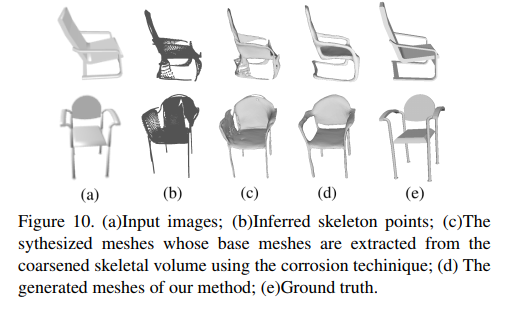 (a) (b) (c) (d) (e)
Figure 10. (a)Input images; (b)Inferred skeleton points; (c)The
sythesized meshes whose base meshes are extracted from the
coarsened skeletal volume using the corrosion techinique; (d) The
generated meshes of our method; (e)Ground truth.